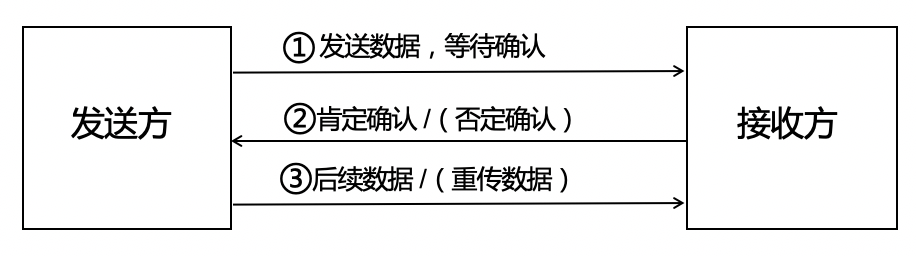 ①发送数据，等待确认
②肯定确认 /（否定确认）
发送方
接收方
③后续数据 /（重传数据）